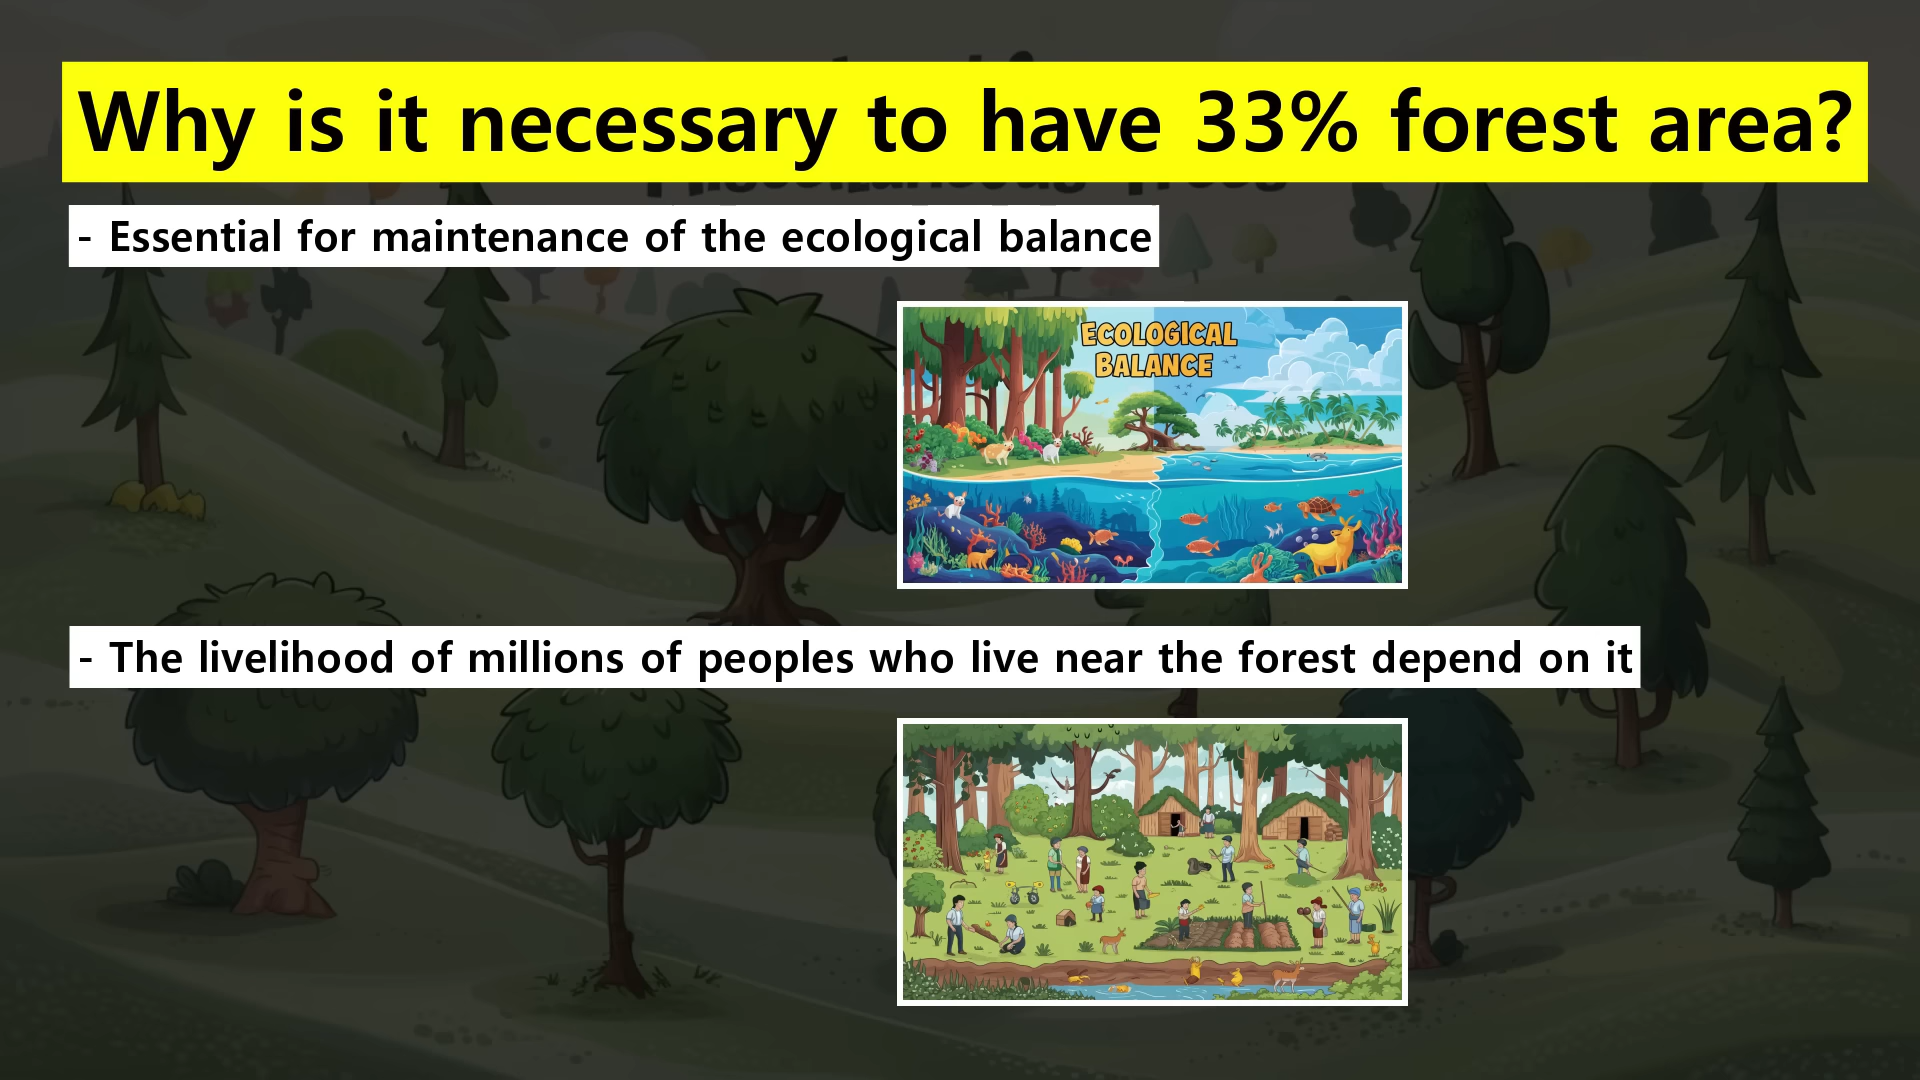 Why is it necessary to have 33% forest area?
- Essential for maintenance of the ecological balance
ECOLOGICAL
BALANCE
- The livelihood of millions of peoples who live near the forest depend on it